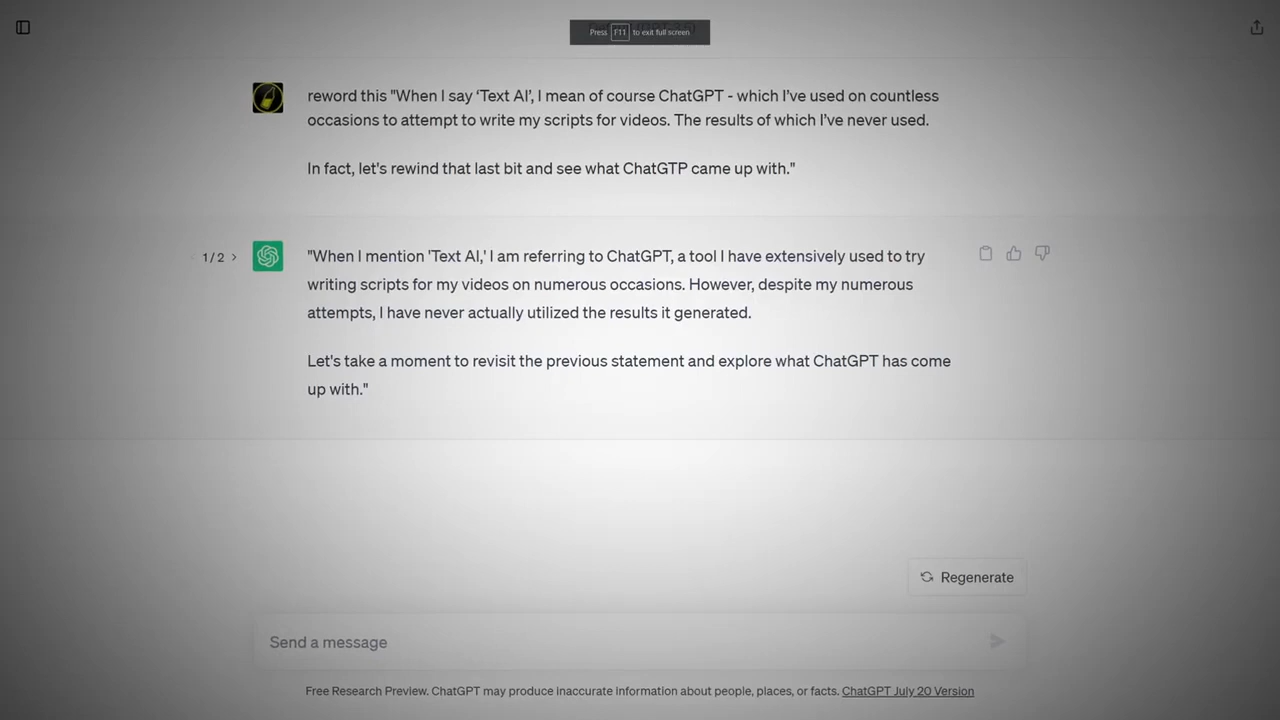 Press F11 to exit full screen
reword this "When I say ‘Text AI’, I mean of course ChatGPT - which I’ve used on countless
occasions to attempt to write my scripts for videos. The results of which I’ve never used.
In fact, let's rewind that last bit and see what ChatGTP came up with."
1 / 2
"When I mention 'Text AI,' I am referring to ChatGPT, a tool I have extensively used to try
writing scripts for my videos on numerous occasions. However, despite my numerous
attempts, I have never actually utilized the results it generated.
Let's take a moment to revisit the previous statement and explore what ChatGPT has come
up with."
Regenerate
Send a message
Free Research Preview. ChatGPT may produce inaccurate information about people, places, or facts. ChatGPT July 20 Version